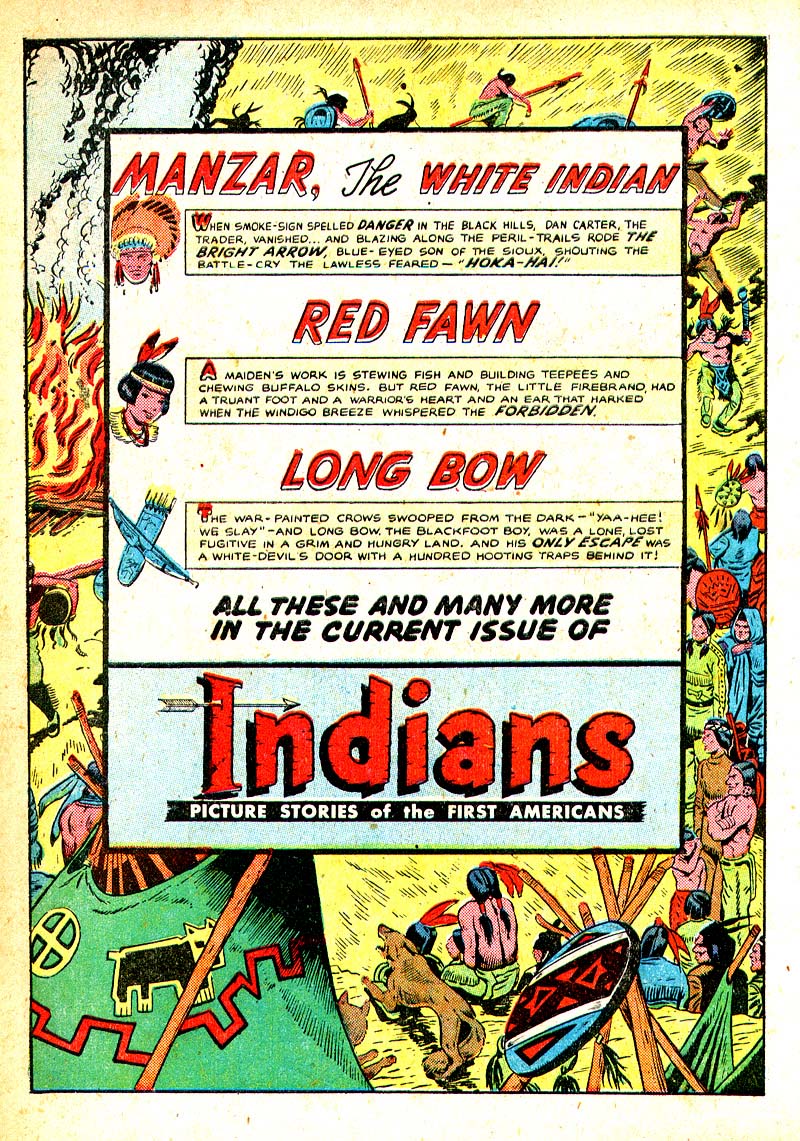 MANZAR, The WHITE INDIAN
WHEN SMOKE-SIGN SPELLED DANGER IN THE BLACK HILLS, DAN CARTER, THE
TRADER, VANISHED... AND BLAZING ALONG THE PERIL-TRAILS RODE THE
BRIGHT ARROW, BLUE-EYED SON OF THE SIOUX, SHOUTING THE
BATTLE-CRY THE LAWLESS FEARED — "HOKA-HAI!"
RED FAWN
A MAIDEN'S WORK IS STEWING FISH AND BUILDING TEEPEES AND
CHEWING BUFFALO SKINS. BUT RED FAWN, THE LITTLE FIREBRAND, HAD
A TRUANT FOOT AND A WARRIOR'S HEART AND AN EAR THAT HARKED
WHEN THE WINDIGO BREEZE WHISPERED THE FORBIDDEN.
LONG BOW
THE WAR-PAINTED CROWS SWOOPED FROM THE DARK — "YAA-HEE!
WE SLAY" — AND LONG BOW, THE BLACKFOOT BOY, WAS A LONE, LOST
FUGITIVE IN A GRIM AND HUNGRY LAND. AND HIS ONLY ESCAPE WAS
A WHITE-DEVIL'S DOOR WITH A HUNDRED HOOTING TRAPS BEHIND IT!
ALL THESE AND MANY MORE
IN THE CURRENT ISSUE OF
Indians
PICTURE STORIES of the FIRST AMERICANS